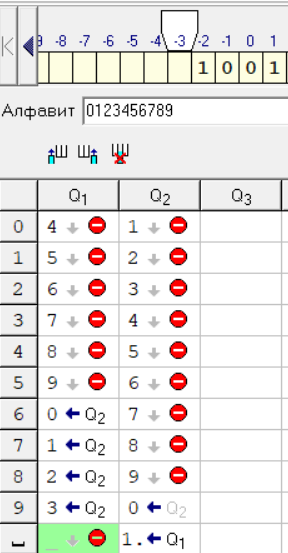 9 -8 -7 -6 -5 -4 -3 -2 -1 0 1
1 0 0 1
Алфавит 0123456789
Q1 Q2 Q3
0 4 ↓ 1 ↓
1 5 ↓ 2 ↓
2 6 ↓ 3 ↓
3 7 ↓ 4 ↓
4 8 ↓ 5 ↓
5 9 ↓ 6 ↓
6 0 ← Q2 7 ↓
7 1 ← Q2 8 ↓
8 2 ← Q2 9 ↓
9 3 ← Q2 0 ← Q2
_ _ ↓ 1. ← Q1